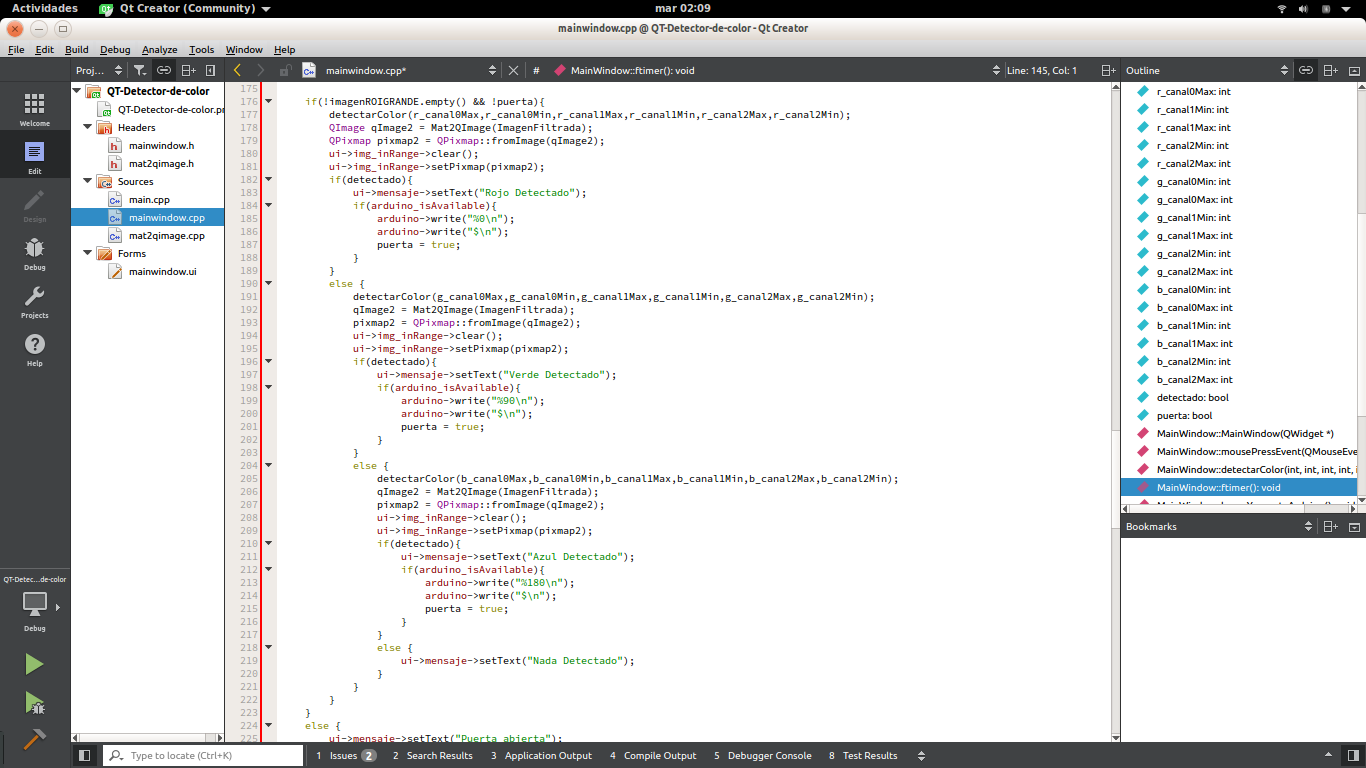 Actividades
Qt Creator (Community)
mar 02:09
mainwindow.cpp @ QT-Detector-de-color - Qt Creator
File Edit Build Debug Analyze Tools Window Help
Proj...
mainwindow.cpp*
#
MainWindow::ftimer(): void
Line: 145, Col: 1
Outline
Welcome
Edit
Design
Debug
Projects
Help
QT-Detec...de-color
Debug
QT-Detector-de-color
QT-Detector-de-color.pr
Headers
mainwindow.h
mat2qimage.h
Sources
main.cpp
mainwindow.cpp
mat2qimage.cpp
Forms
mainwindow.ui
175
176 if(!imagenROIGRANDE.empty() && !puerta){
177 detectarColor(r_canal0Max,r_canal0Min,r_canal1Max,r_canal1Min,r_canal2Max,r_canal2Min);
178 QImage qImage2 = Mat2QImage(ImagenFiltrada);
179 QPixmap pixmap2 = QPixmap::fromImage(qImage2);
180 ui->img_inRange->clear();
181 ui->img_inRange->setPixmap(pixmap2);
182 if(detectado){
183 ui->mensaje->setText("Rojo Detectado");
184 if(arduino_isAvailable){
185 arduino->write("%0\n");
186 arduino->write("$\n");
187 puerta = true;
188 }
189 }
190 else {
191 detectarColor(g_canal0Max,g_canal0Min,g_canal1Max,g_canal1Min,g_canal2Max,g_canal2Min);
192 qImage2 = Mat2QImage(ImagenFiltrada);
193 pixmap2 = QPixmap::fromImage(qImage2);
194 ui->img_inRange->clear();
195 ui->img_inRange->setPixmap(pixmap2);
196 if(detectado){
197 ui->mensaje->setText("Verde Detectado");
198 if(arduino_isAvailable){
199 arduino->write("%90\n");
200 arduino->write("$\n");
201 puerta = true;
202 }
203 }
204 else {
205 detectarColor(b_canal0Max,b_canal0Min,b_canal1Max,b_canal1Min,b_canal2Max,b_canal2Min);
206 qImage2 = Mat2QImage(ImagenFiltrada);
207 pixmap2 = QPixmap::fromImage(qImage2);
208 ui->img_inRange->clear();
209 ui->img_inRange->setPixmap(pixmap2);
210 if(detectado){
211 ui->mensaje->setText("Azul Detectado");
212 if(arduino_isAvailable){
213 arduino->write("%180\n");
214 arduino->write("$\n");
215 puerta = true;
216 }
217 }
218 else {
219 ui->mensaje->setText("Nada Detectado");
220 }
221 }
222 }
223 }
224 else {
225 ui->mensaje->setText("Puerta abierta");
r_canal0Max: int
r_canal1Min: int
r_canal1Max: int
r_canal2Min: int
r_canal2Max: int
g_canal0Min: int
g_canal0Max: int
g_canal1Min: int
g_canal1Max: int
g_canal2Min: int
g_canal2Max: int
b_canal0Min: int
b_canal0Max: int
b_canal1Min: int
b_canal1Max: int
b_canal2Min: int
b_canal2Max: int
detectado: bool
puerta: bool
MainWindow::MainWindow(QWidget *)
MainWindow::mousePressEvent(QMouseEve
MainWindow::detectarColor(int, int, int, int, i
MainWindow::ftimer(): void
Bookmarks
Type to locate (Ctrl+K)
1 Issues 2
2 Search Results
3 Application Output
4 Compile Output
5 Debugger Console
8 Test Results